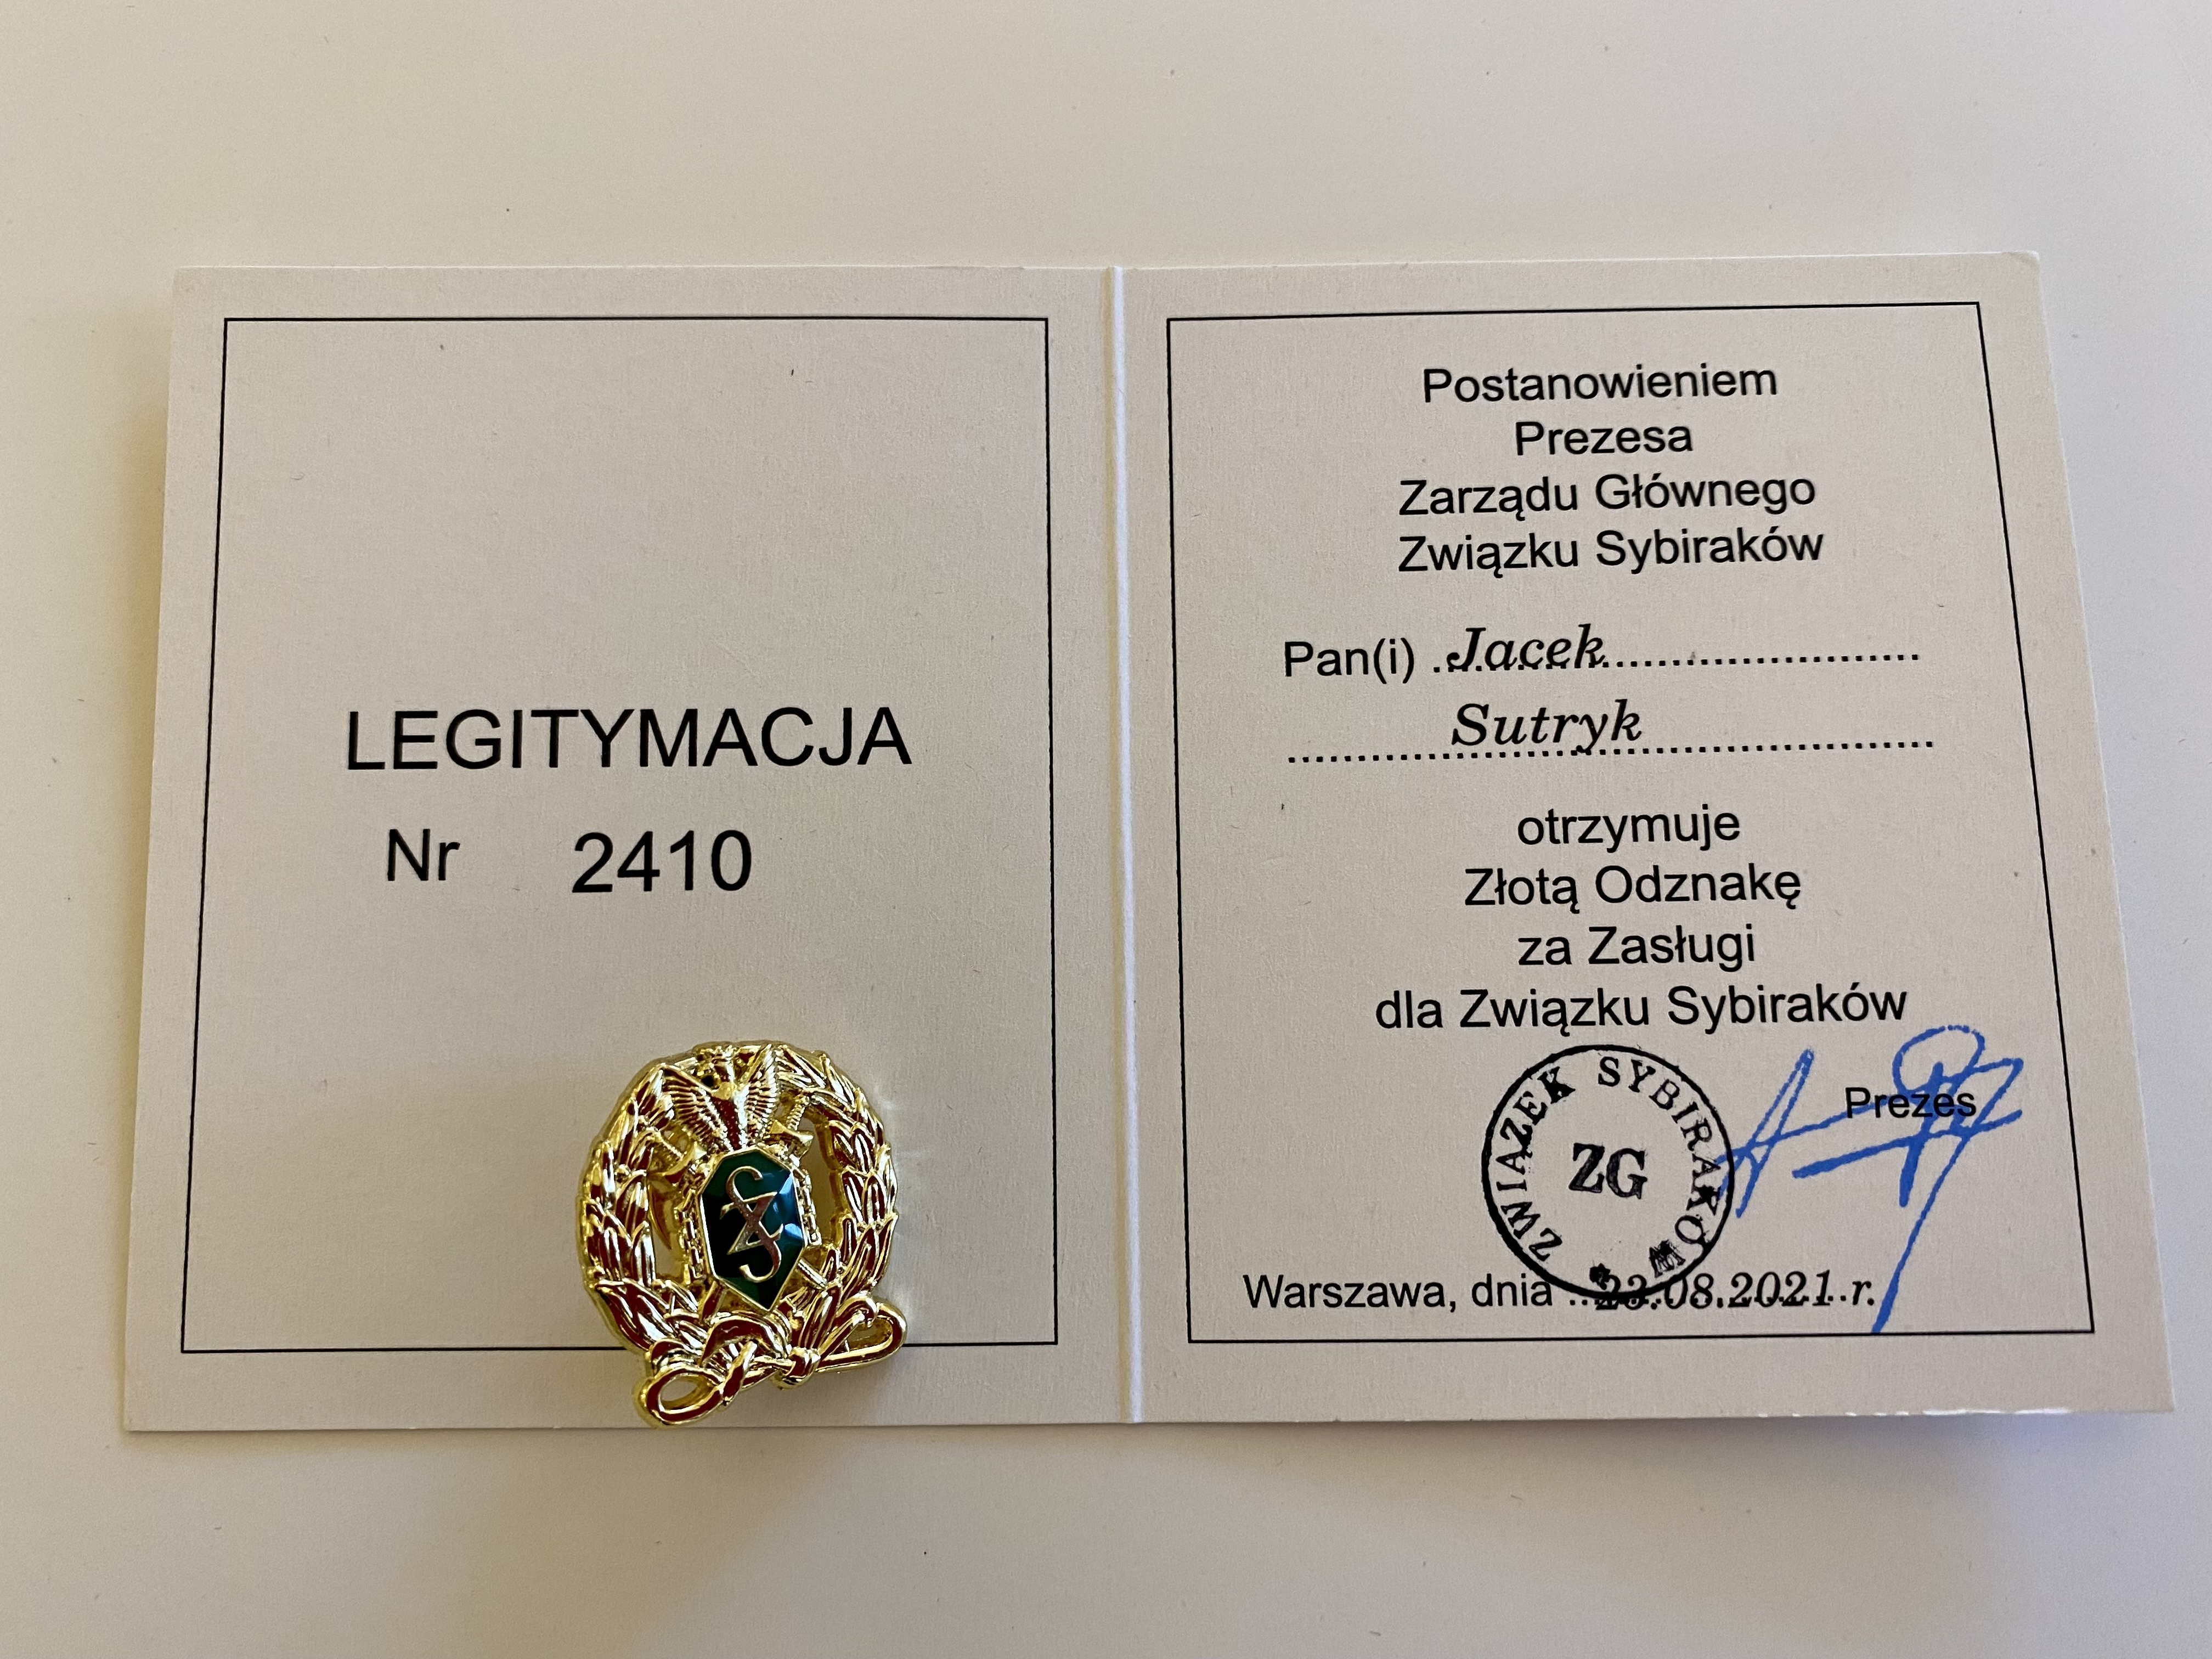 LEGITYMACJA
Nr 2410
Postanowieniem
Prezesa
Zarządu Głównego
Związku Sybiraków
Pan(i) Jacek
Sutryk
otrzymuje
Złotą Odznakę
za Zasługi
dla Związku Sybiraków
Prezes
ZWIĄZEK SYBIRAKÓW
ZG
Warszawa, dnia 23.08.2021 r.